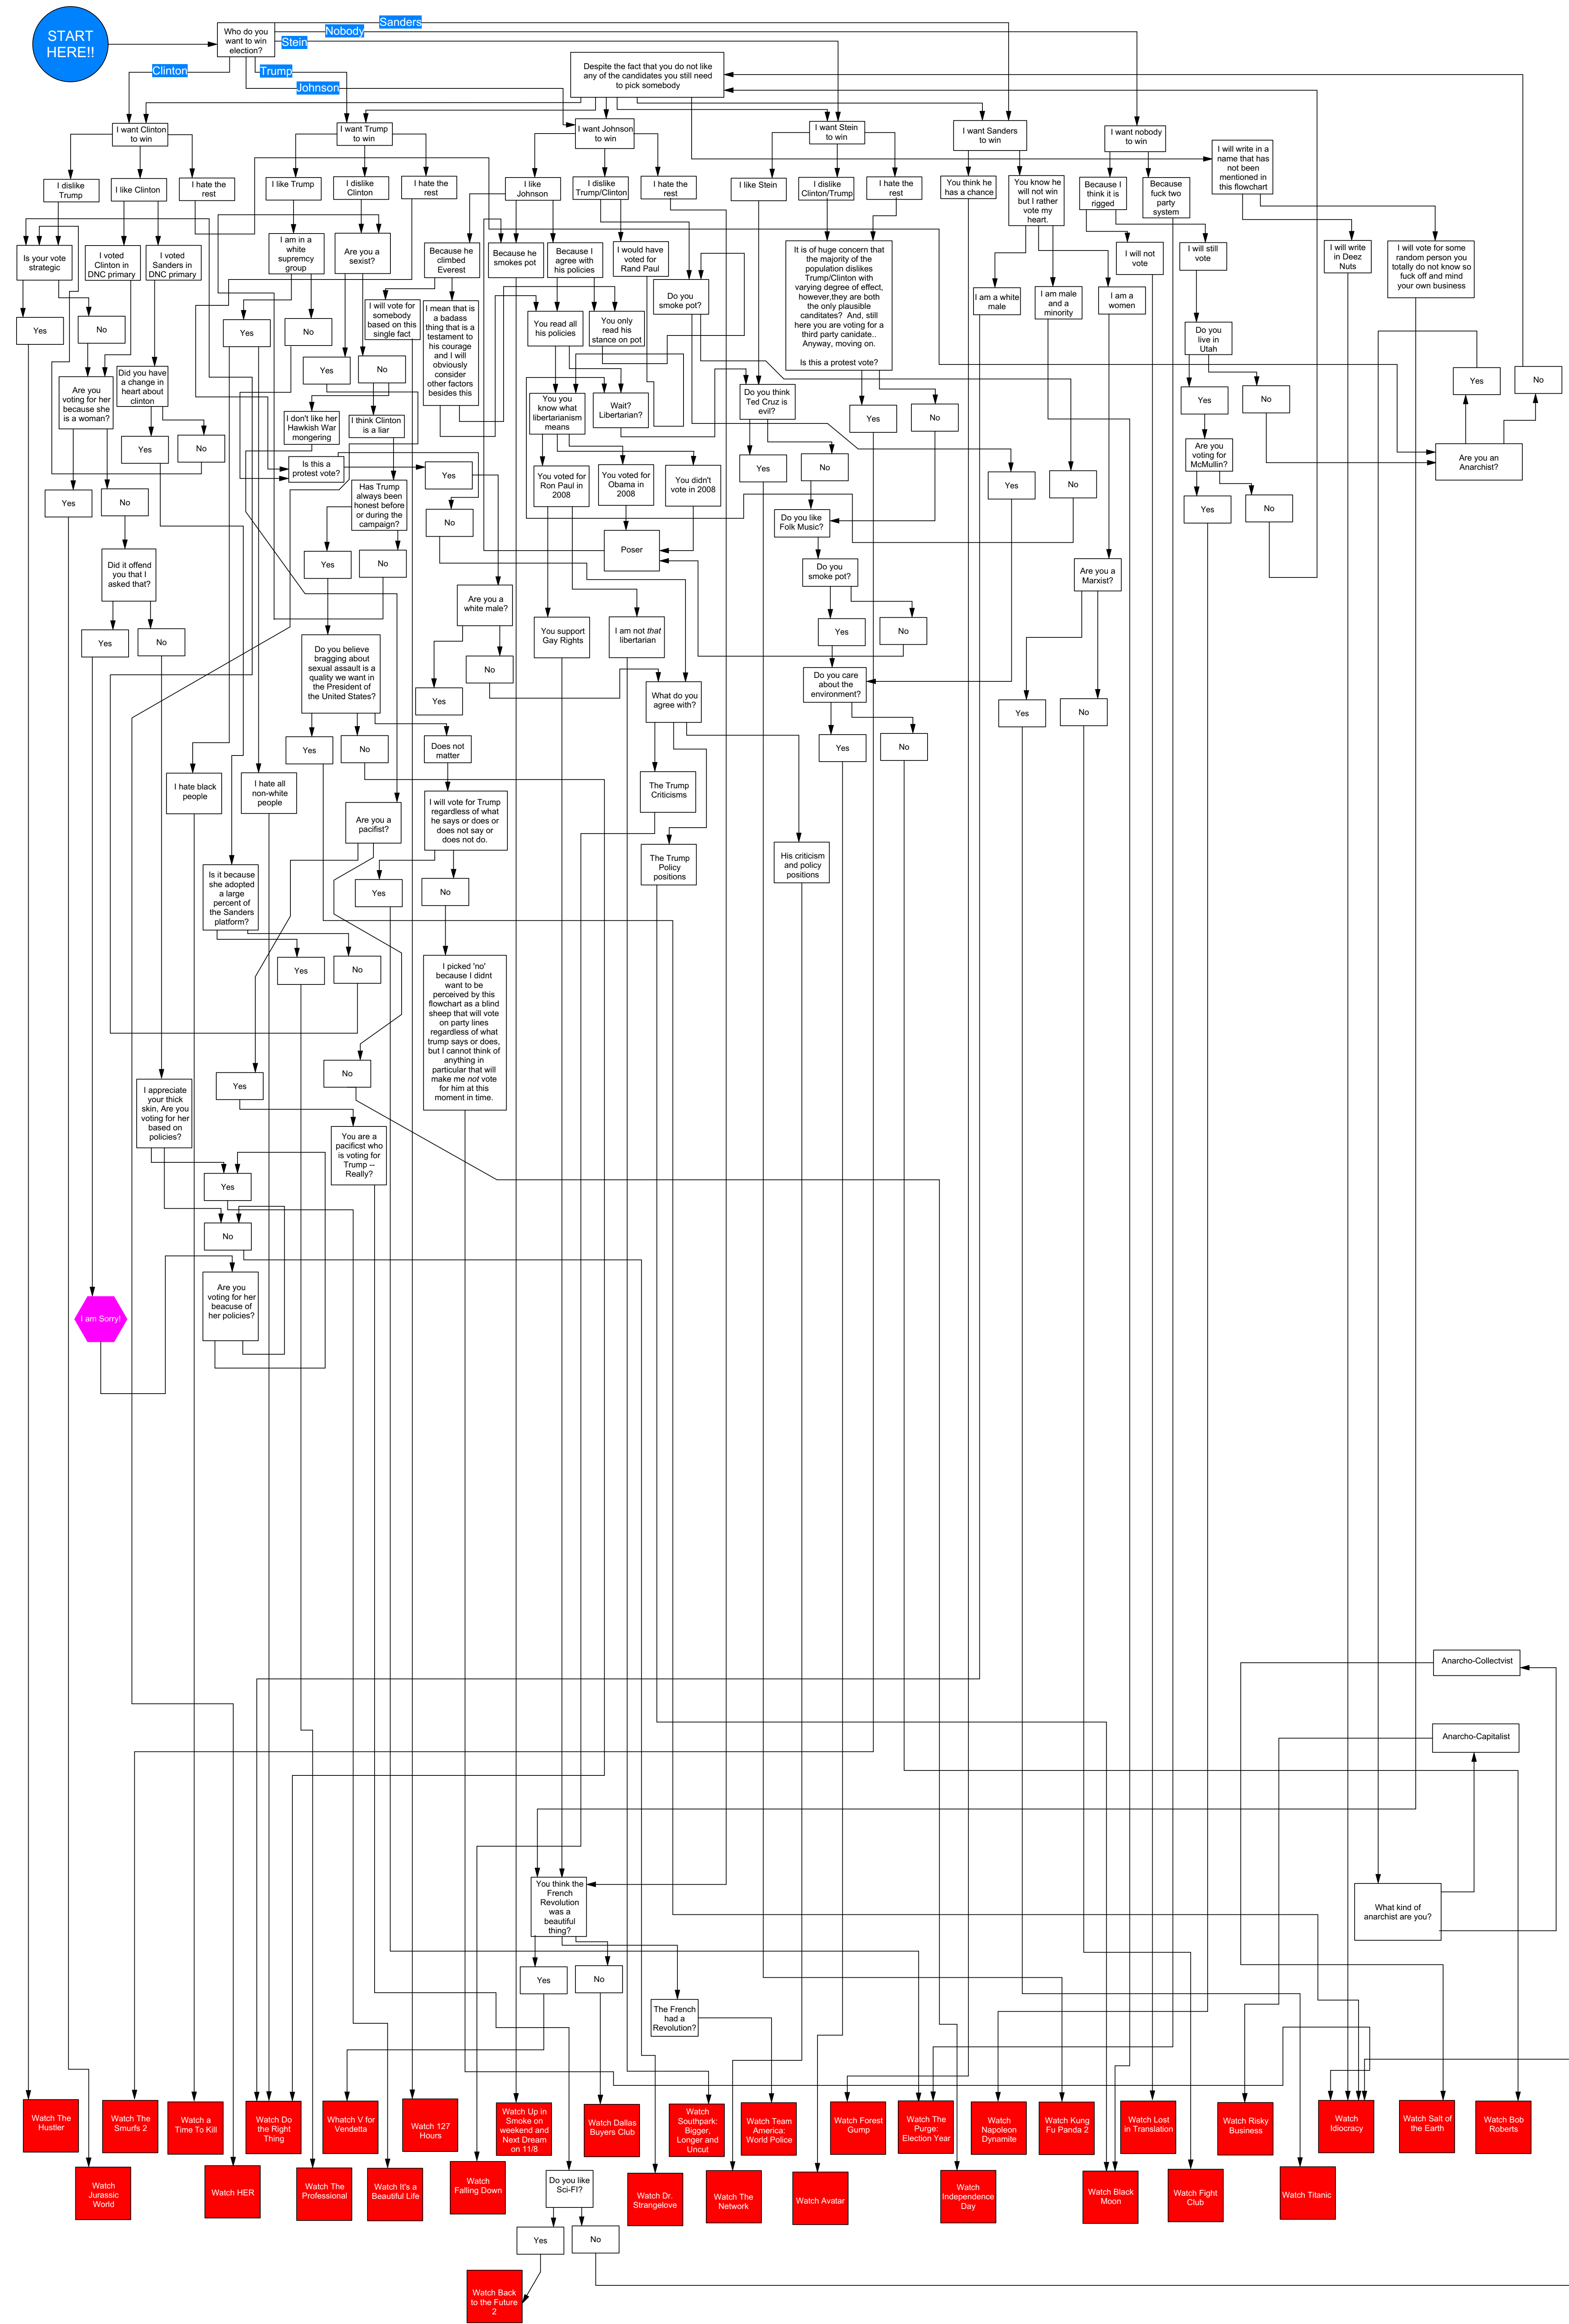 START
HERE!!
Who do you
want to win
election?
Sanders
Nobody
Stein
Clinton
Trump
Johnson
Despite the fact that you do not like
any of the candidates you still need
to pick somebody
I want Clinton
to win
I want Trump
to win
I want Johnson
to win
I want Stein
to win
I want Sanders
to win
I want nobody
to win
I will write in a
name that has
not been
mentioned in
this flowchart
I dislike
Trump
I like Clinton
I hate the
rest
I like Trump
I dislike
Clinton
I hate the
rest
I like
Johnson
I dislike
Trump/Clinton
I hate the
rest
I like Stein
I dislike
Clinton/Trump
I hate the
rest
You think he
has a chance
You know he
will not win
but I rather
vote my
heart.
Because I
think it is
rigged
Because
fuck two
party
system
Is your vote
strategic
I voted
Clinton in
DNC primary
I voted
Sanders in
DNC primary
I am in a
white
supremcy
group
Are you a
sexist?
Because he
climbed
Everest
Because he
smokes pot
Because I
agree with
his policies
I would have
voted for
Rand Paul
Do you
smoke pot?
It is of huge concern that
the majority of the
population dislikes
Trump/Clinton with
varying degree of effect,
however,they are both
the only plausible
canditates? And, still
here you are voting for a
third party canidate..
Anyway, moving on.
Is this a protest vote?
I am a white
male
I am male
and a
minority
I am a
women
I will not
vote
I will still
vote
I will write
in Deez
Nuts
I will vote for some
random person you
totally do not know so
fuck off and mind
your own business
Yes
No
Yes
No
I will vote for
somebody
based on this
single fact
I mean that is
a badass
thing that is a
testament to
his courage
and I will
obviously
consider
other factors
besides this
You read all
his policies
You only
read his
stance on pot
Do you
live in
Utah
Are you
voting for her
because she
is a woman?
Did you have
a change in
heart about
clinton
Yes
No
Yes
No
I don't like her
Hawkish War
mongering
I think Clinton
is a liar
You you
know what
libertarianism
means
Wait?
Libertarian?
Do you think
Ted Cruz is
evil?
Yes
No
Yes
No
Yes
No
Yes
No
Are you
voting for
McMullin?
Are you an
Anarchist?
Is this a
protest vote?
Yes
No
Has Trump
always been
honest before
or during the
campaign?
You voted for
Ron Paul in
2008
You voted for
Obama in
2008
You didn't
vote in 2008
Yes
No
Yes
No
Yes
No
Yes
No
Do you like
Folk Music?
Did it offend
you that I
asked that?
Yes
No
Poser
Do you
smoke pot?
Are you a
Marxist?
Are you a
white male?
Yes
No
You support
Gay Rights
I am not that
libertarian
Yes
No
Do you believe
bragging about
sexual assault is a
quality we want in
the President of
the United States?
Yes
No
What do you
agree with?
Do you care
about the
environment?
Yes
No
Yes
No
Does not
matter
Yes
No
I hate black
people
I hate all
non-white
people
The Trump
Criticisms
Are you a
pacifist?
I will vote for Trump
regardless of what
he says or does or
does not say or
does not do.
The Trump
Policy
positions
His criticism
and policy
positions
Is it because
she adopted
a large
percent of
the Sanders
platform?
Yes
No
Yes
No
I picked 'no'
because I didnt
want to be
perceived by this
flowchart as a blind
sheep that will vote
on party lines
regardless of what
trump says or does,
but I cannot think of
anything in
particular that will
make me not vote
for him at this
moment in time.
Yes
No
I appreciate
your thick
skin, Are you
voting for her
based on
policies?
You are a
pacificst who
is voting for
Trump --
Really?
Yes
No
Are you
voting for her
beacuse of
her policies?
I am Sorry!
Anarcho-Collectvist
Anarcho-Capitalist
You think the
French
Revolution
was a
beautiful
thing?
What kind of
anarchist are you?
Yes
No
The French
had a
Revolution?
Watch The
Hustler
Watch The
Smurfs 2
Watch a
Time To Kill
Watch Do
the Right
Thing
Whatch V for
Vendetta
Watch 127
Hours
Watch Up in
Smoke on
weekend and
Next Dream
on 11/8
Watch Dallas
Buyers Club
Watch
Southpark:
Bigger,
Longer and
Uncut
Watch Team
America:
World Police
Watch Forest
Gump
Watch The
Purge:
Election Year
Watch
Napoleon
Dynamite
Watch Kung
Fu Panda 2
Watch Lost
in Translation
Watch Risky
Business
Watch
Idiocracy
Watch Salt of
the Earth
Watch Bob
Roberts
Watch
Jurassic
World
Watch HER
Watch The
Professional
Watch It's a
Beautiful Life
Watch
Falling Down
Do you like
Sci-FI?
Watch Dr.
Strangelove
Watch The
Network
Watch Avatar
Watch
Independence
Day
Watch Black
Moon
Watch Fight
Club
Watch Titanic
Yes
No
Watch Back
to the Future
2